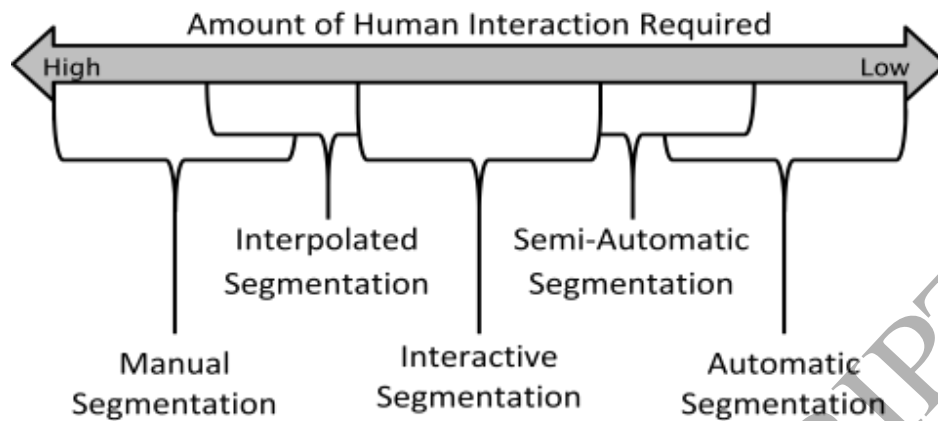 Amount of Human Interaction Required
High
Low
Interpolated
Segmentation
Semi-Automatic
Segmentation
Manual
Segmentation
Interactive
Segmentation
Automatic
Segmentation